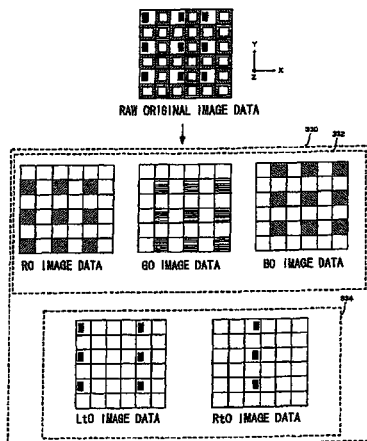 Y
X
Z
RAW ORIGINAL IMAGE DATA
330
332
R0 IMAGE DATA G0 IMAGE DATA B0 IMAGE DATA
334
Lt0 IMAGE DATA Rt0 IMAGE DATA